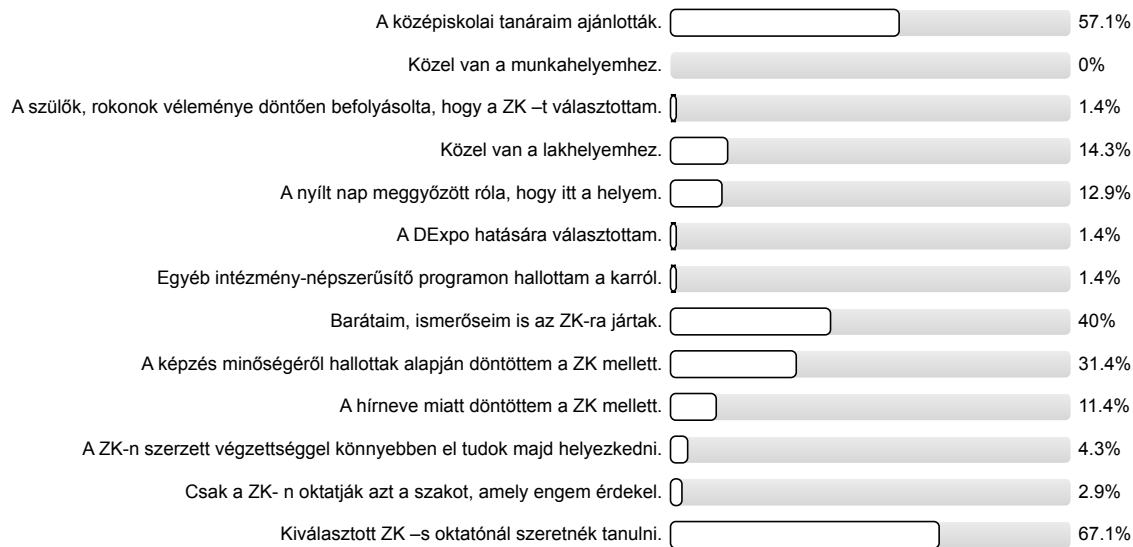 A középiskolai tanáraim ajánlották. 57.1%
Közel van a munkahelyemhez. 0%
A szülők, rokonok véleménye döntően befolyásolta, hogy a ZK –t választottam. 1.4%
Közel van a lakhelyemhez. 14.3%
A nyílt nap meggyőzött róla, hogy itt a helyem. 12.9%
A DExpo hatására választottam. 1.4%
Egyéb intézmény-népszerűsítő programon hallottam a karról. 1.4%
Barátaim, ismerőseim is az ZK-ra jártak. 40%
A képzés minőségéről hallottak alapján döntöttem a ZK mellett. 31.4%
A hírneve miatt döntöttem a ZK mellett. 11.4%
A ZK-n szerzett végzettséggel könnyebben el tudok majd helyezkedni. 4.3%
Csak a ZK- n oktatják azt a szakot, amely engem érdekel. 2.9%
Kiválasztott ZK –s oktatónál szeretnék tanulni. 67.1%